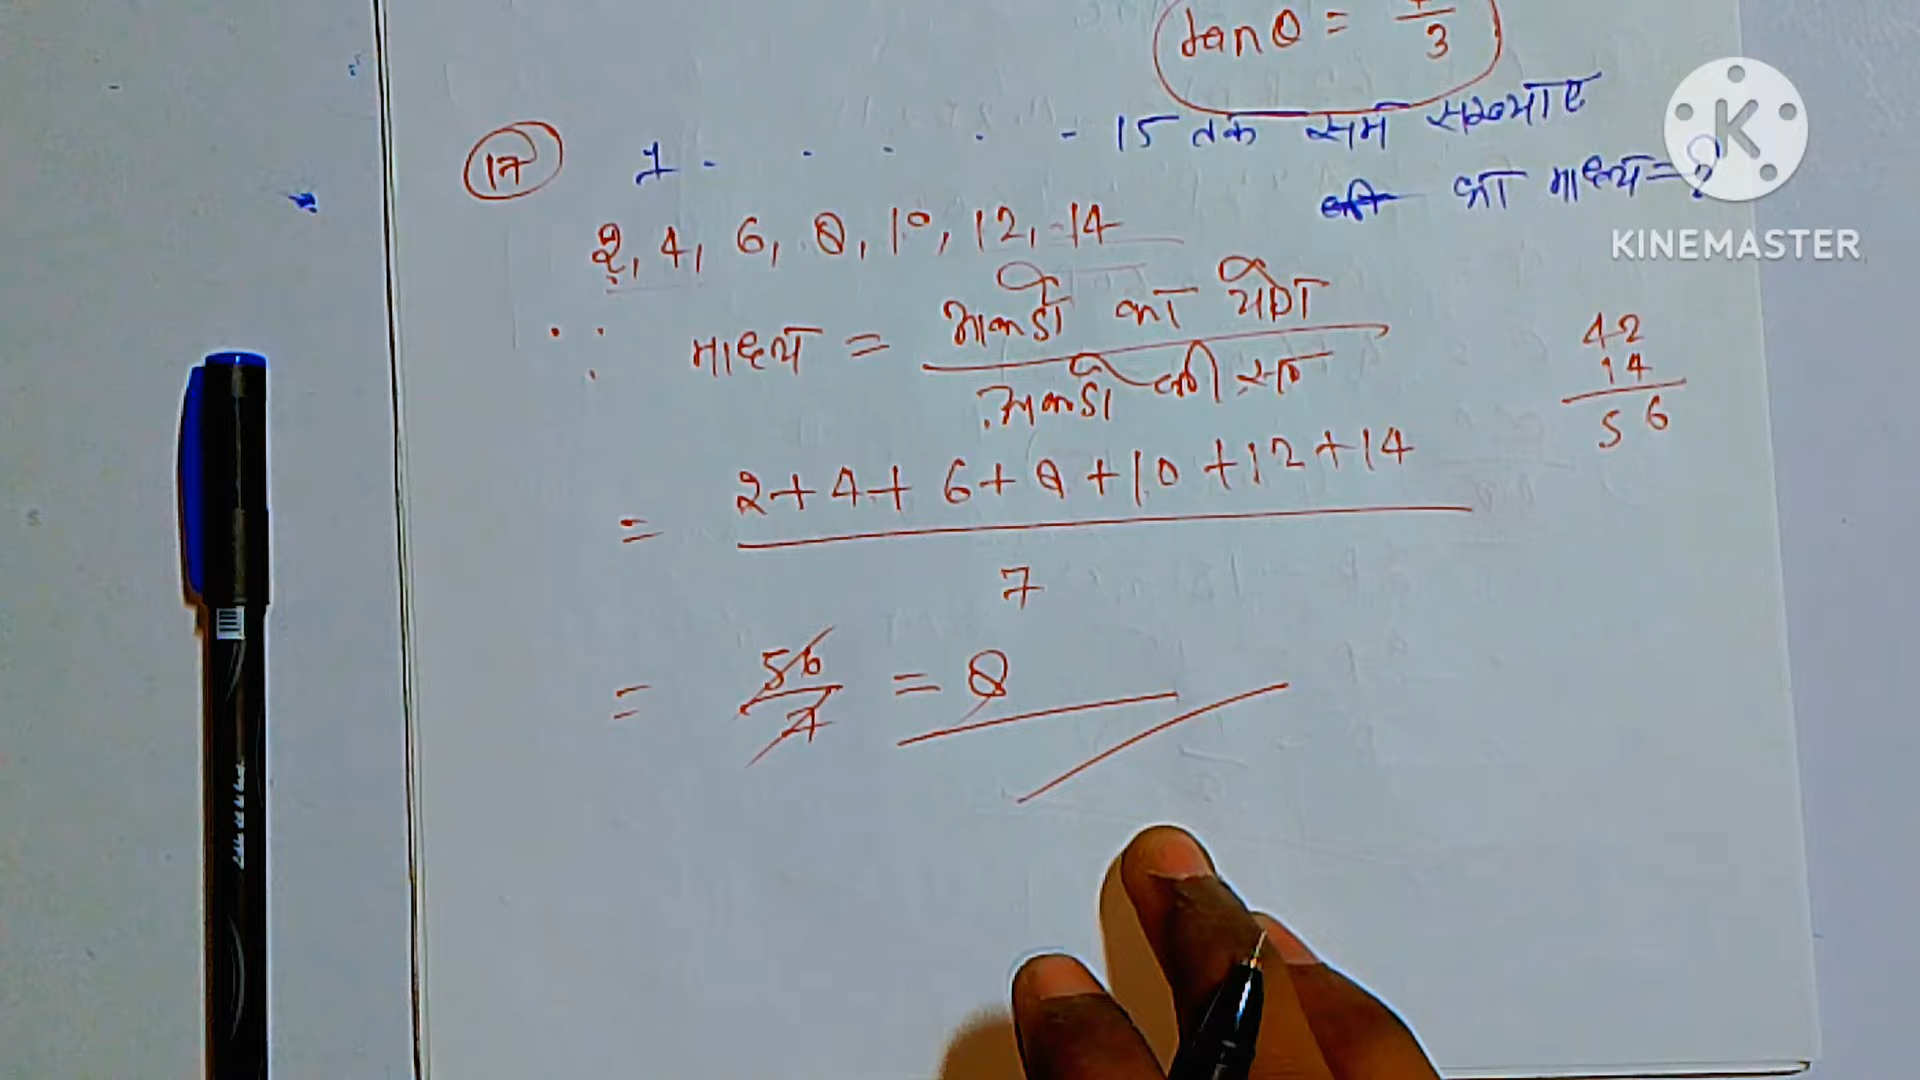 tanθ = /3
17 1 . . . . - 15 तक सम संख्याए
का माध्य = ?
2, 4, 6, 8, 10, 12, 14
∵ माध्य = आकडो का योग / आकडो की सं०
= 2+4+6+8+10+12+14 / 7
42
14
56
= 56/7 = 8
K
KINEMASTER